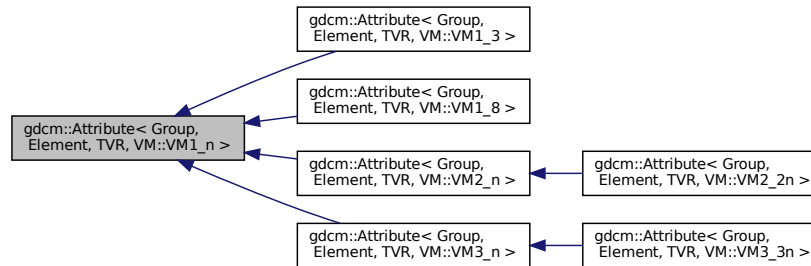 gdcm::Attribute< Group,
Element, TVR, VM::VM1_3 >
gdcm::Attribute< Group,
Element, TVR, VM::VM1_8 >
gdcm::Attribute< Group,
Element, TVR, VM::VM1_n >
gdcm::Attribute< Group,
Element, TVR, VM::VM2_n >
gdcm::Attribute< Group,
Element, TVR, VM::VM2_2n >
gdcm::Attribute< Group,
Element, TVR, VM::VM3_n >
gdcm::Attribute< Group,
Element, TVR, VM::VM3_3n >